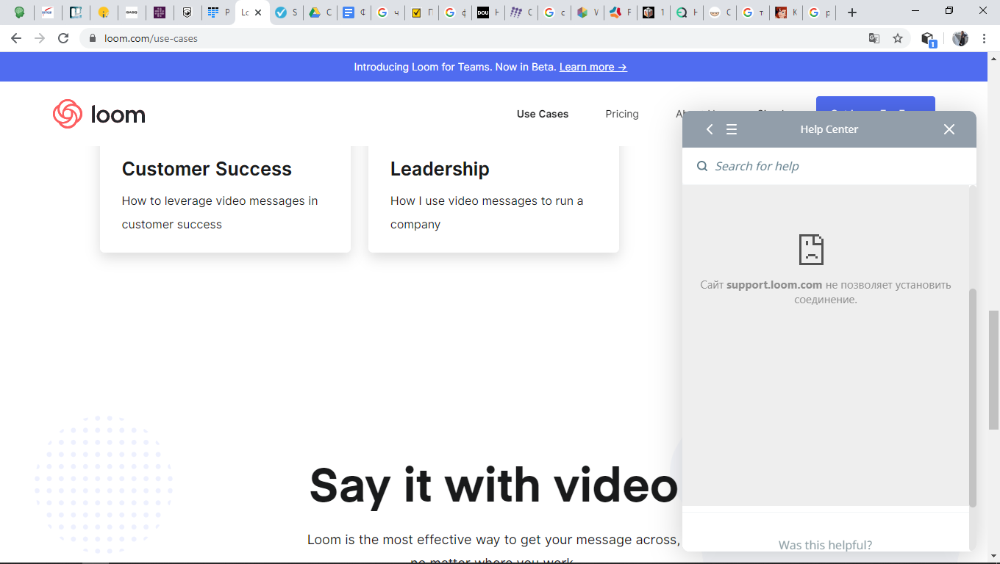 GASQ
P
Lo
S
C
ч
П
ф
DOU
H
C
c
V
F
1
H
C
т
K
р
loom.com/use-cases
1
Introducing Loom for Teams. Now in Beta. Learn more →
loom
Use Cases
Pricing
Help Center
Search for help
Customer Success
How to leverage video messages in
customer success
Leadership
How I use video messages to run a
company
Сайт support.loom.com не позволяет установить
соединение.
Say it with video
Loom is the most effective way to get your message across,
no matter where you work
Was this helpful?